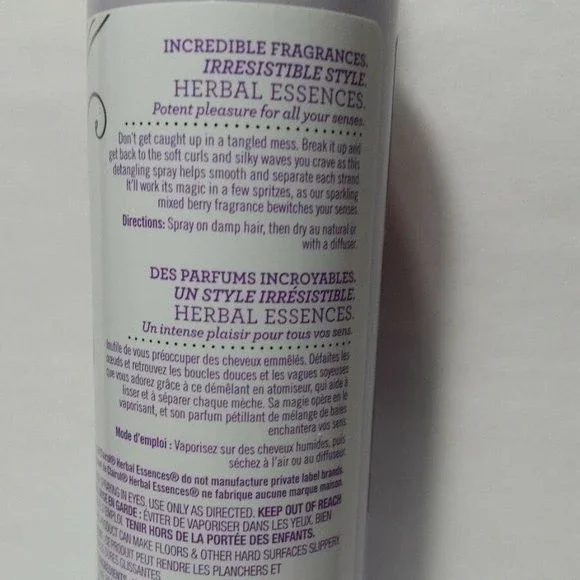 INCREDIBLE FRAGRANCES.
IRRESISTIBLE STYLE.
HERBAL ESSENCES.
Potent pleasure for all your senses.
Don't get caught up in a tangled mess. Break it up and
get back to the soft curls and silky waves you crave as this
detangling spray helps smooth and separate each strand.
It'll work its magic in a few spritzes, as our sparkling
mixed berry fragrance bewitches your senses.
Directions: Spray on damp hair, then dry au natural or
with a diffuser.
DES PARFUMS INCROYABLES.
UN STYLE IRRÉSISTIBLE.
HERBAL ESSENCES.
Un intense plaisir pour tous vos sens.
de vous préoccuper des cheveux emmêlés. Défaites les
nœuds et retrouvez les boucles douces et les vagues soyeuses
que vous adorez grâce à ce démêlant en atomiseur, qui aide à
lisser et à séparer chaque mèche. Sa magie opère en le
vaporisant, et son parfum pétillant de mélange de baies
enchantera vos sens.
Mode d'emploi : Vaporisez sur des cheveux humides, puis
séchez à l'air ou au diffuseur.
Clairol® Herbal Essences® do not manufacture private label brands.
de Clairol® Herbal Essences® ne fabrique aucune marque maison.
IN EYES, USE ONLY AS DIRECTED. KEEP OUT OF REACH
EN GARDE : ÉVITER DE VAPORISER DANS LES YEUX. BIEN
TENIR HORS DE LA PORTÉE DES ENFANTS.
CAN MAKE FLOORS & OTHER HARD SURFACES SLIPPERY
PRODUIT PEUT RENDRE LES PLANCHERS ET
GLISSANTES